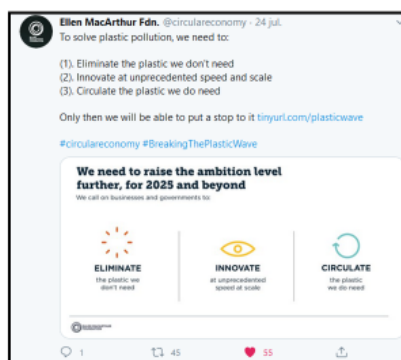 Ellen MacArthur Fdn. @circulareconomy · 24 jul.
To solve plastic pollution, we need to:
(1). Eliminate the plastic we don't need
(2). Innovate at unprecedented speed and scale
(3). Circulate the plastic we do need
Only then we will be able to put a stop to it tinyurl.com/plasticwave
#circulareconomy #BreakingThePlasticWave
We need to raise the ambition level
further, for 2025 and beyond
We call on businesses and governments to:
ELIMINATE
the plastic we
don't need
INNOVATE
at unprecedented
speed at scale
CIRCULATE
the plastic
we do need
1 45 55